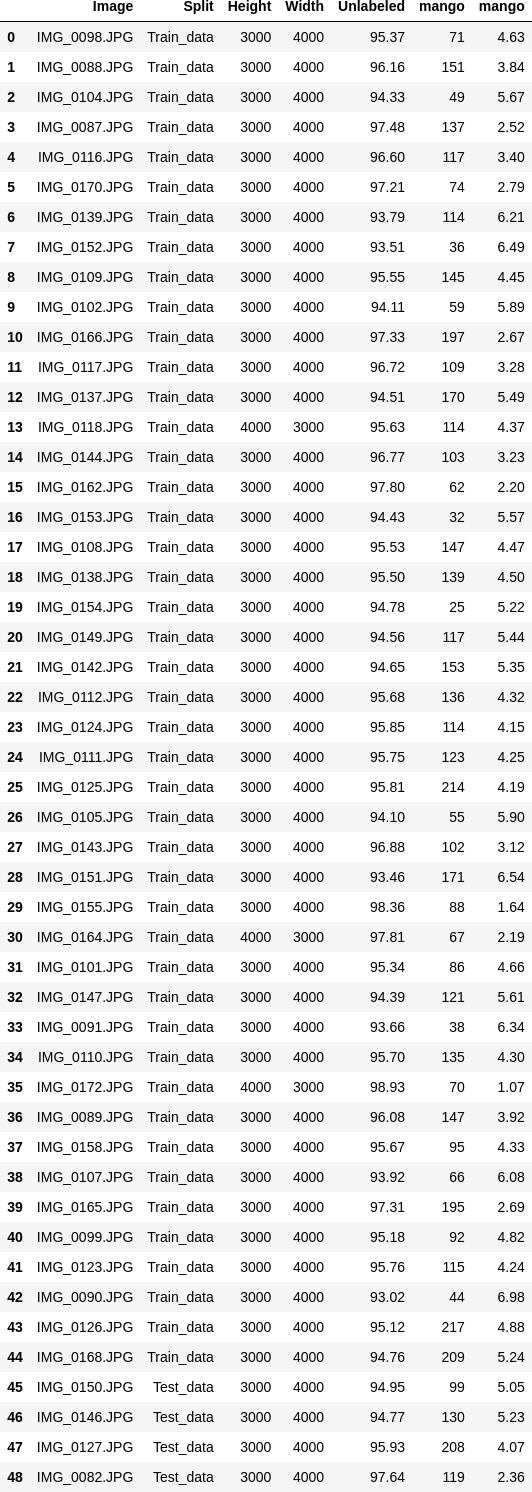 Image Split Height Width Unlabeled mango mango
0 IMG_0098.JPG Train_data 3000 4000 95.37 71 4.63
1 IMG_0088.JPG Train_data 3000 4000 96.16 151 3.84
2 IMG_0104.JPG Train_data 3000 4000 94.33 49 5.67
3 IMG_0087.JPG Train_data 3000 4000 97.48 137 2.52
4 IMG_0116.JPG Train_data 3000 4000 96.60 117 3.40
5 IMG_0170.JPG Train_data 3000 4000 97.21 74 2.79
6 IMG_0139.JPG Train_data 3000 4000 93.79 114 6.21
7 IMG_0152.JPG Train_data 3000 4000 93.51 36 6.49
8 IMG_0109.JPG Train_data 3000 4000 95.55 145 4.45
9 IMG_0102.JPG Train_data 3000 4000 94.11 59 5.89
10 IMG_0166.JPG Train_data 3000 4000 97.33 197 2.67
11 IMG_0117.JPG Train_data 3000 4000 96.72 109 3.28
12 IMG_0137.JPG Train_data 3000 4000 94.51 170 5.49
13 IMG_0118.JPG Train_data 4000 3000 95.63 114 4.37
14 IMG_0144.JPG Train_data 3000 4000 96.77 103 3.23
15 IMG_0162.JPG Train_data 3000 4000 97.80 62 2.20
16 IMG_0153.JPG Train_data 3000 4000 94.43 32 5.57
17 IMG_0108.JPG Train_data 3000 4000 95.53 147 4.47
18 IMG_0138.JPG Train_data 3000 4000 95.50 139 4.50
19 IMG_0154.JPG Train_data 3000 4000 94.78 25 5.22
20 IMG_0149.JPG Train_data 3000 4000 94.56 117 5.44
21 IMG_0142.JPG Train_data 3000 4000 94.65 153 5.35
22 IMG_0112.JPG Train_data 3000 4000 95.68 136 4.32
23 IMG_0124.JPG Train_data 3000 4000 95.85 114 4.15
24 IMG_0111.JPG Train_data 3000 4000 95.75 123 4.25
25 IMG_0125.JPG Train_data 3000 4000 95.81 214 4.19
26 IMG_0105.JPG Train_data 3000 4000 94.10 55 5.90
27 IMG_0143.JPG Train_data 3000 4000 96.88 102 3.12
28 IMG_0151.JPG Train_data 3000 4000 93.46 171 6.54
29 IMG_0155.JPG Train_data 3000 4000 98.36 88 1.64
30 IMG_0164.JPG Train_data 4000 3000 97.81 67 2.19
31 IMG_0101.JPG Train_data 3000 4000 95.34 86 4.66
32 IMG_0147.JPG Train_data 3000 4000 94.39 121 5.61
33 IMG_0091.JPG Train_data 3000 4000 93.66 38 6.34
34 IMG_0110.JPG Train_data 3000 4000 95.70 135 4.30
35 IMG_0172.JPG Train_data 4000 3000 98.93 70 1.07
36 IMG_0089.JPG Train_data 3000 4000 96.08 147 3.92
37 IMG_0158.JPG Train_data 3000 4000 95.67 95 4.33
38 IMG_0107.JPG Train_data 3000 4000 93.92 66 6.08
39 IMG_0165.JPG Train_data 3000 4000 97.31 195 2.69
40 IMG_0099.JPG Train_data 3000 4000 95.18 92 4.82
41 IMG_0123.JPG Train_data 3000 4000 95.76 115 4.24
42 IMG_0090.JPG Train_data 3000 4000 93.02 44 6.98
43 IMG_0126.JPG Train_data 3000 4000 95.12 217 4.88
44 IMG_0168.JPG Train_data 3000 4000 94.76 209 5.24
45 IMG_0150.JPG Test_data 3000 4000 94.95 99 5.05
46 IMG_0146.JPG Test_data 3000 4000 94.77 130 5.23
47 IMG_0127.JPG Test_data 3000 4000 95.93 208 4.07
48 IMG_0082.JPG Test_data 3000 4000 97.64 119 2.36